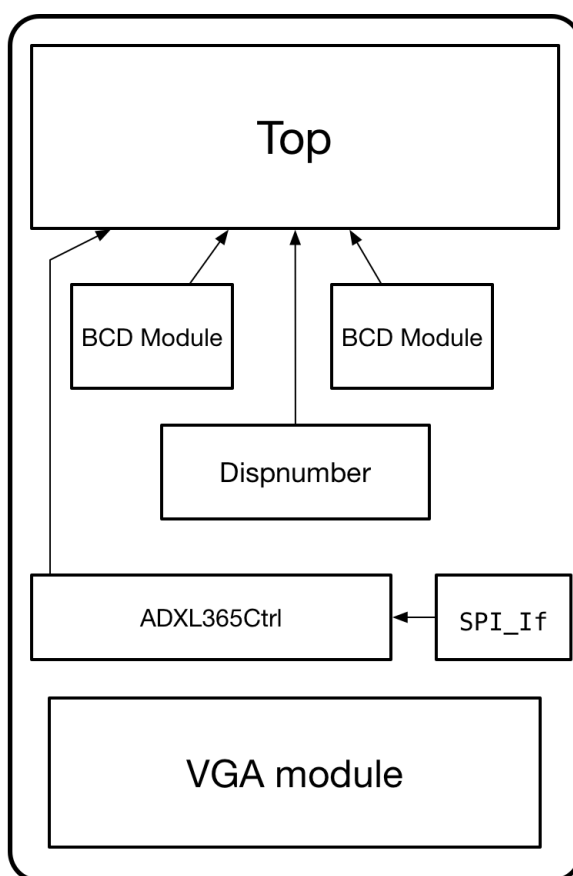 Top
BCD Module
BCD Module
Dispnumber
ADXL365Ctrl
SPI_If
VGA module